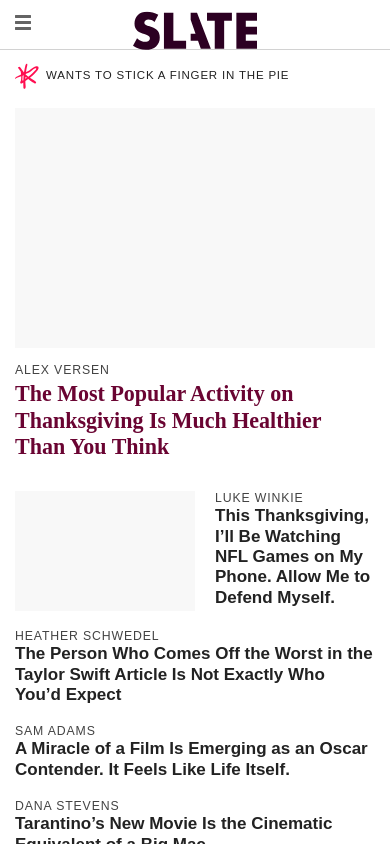 SLATE
WANTS TO STICK A FINGER IN THE PIE
ALEX VERSEN
The Most Popular Activity on
Thanksgiving Is Much Healthier
Than You Think
LUKE WINKIE
This Thanksgiving,
I’ll Be Watching
NFL Games on My
Phone. Allow Me to
Defend Myself.
HEATHER SCHWEDEL
The Person Who Comes Off the Worst in the
Taylor Swift Article Is Not Exactly Who
You’d Expect
SAM ADAMS
A Miracle of a Film Is Emerging as an Oscar
Contender. It Feels Like Life Itself.
DANA STEVENS
Tarantino’s New Movie Is the Cinematic
Equivalent of a Big Mac